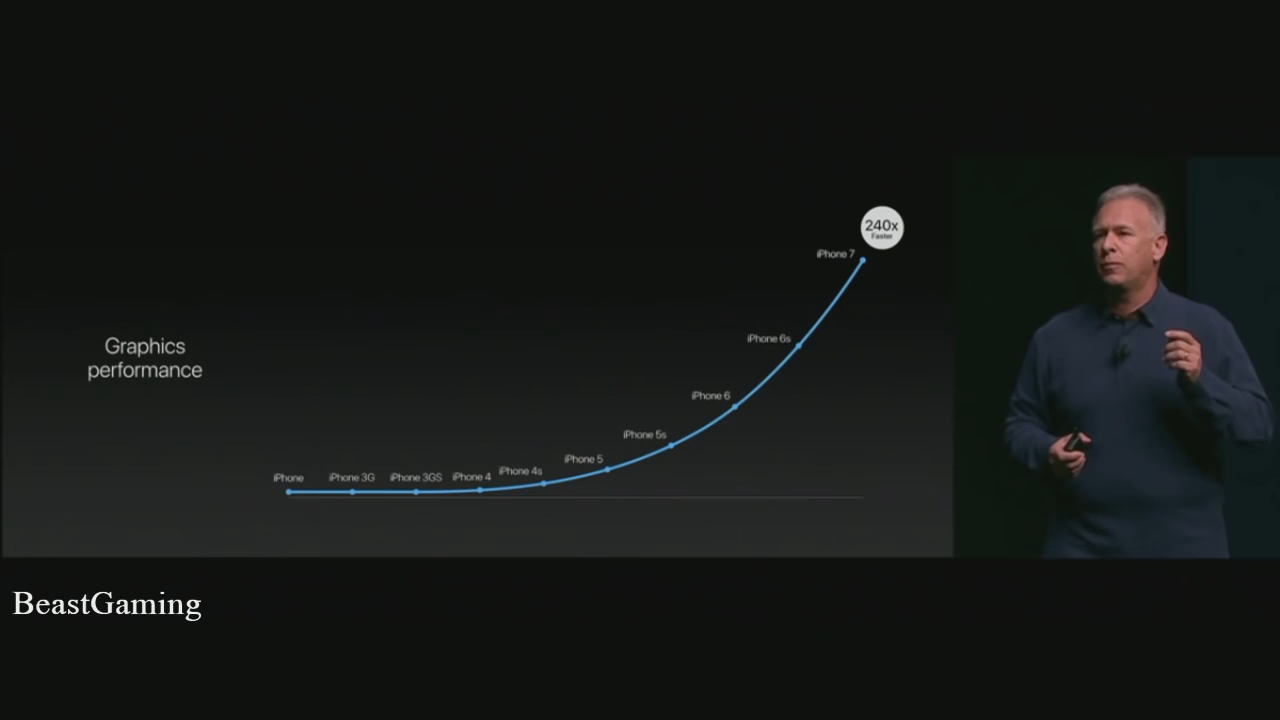 240x
Faster
iPhone 7
iPhone 6s
Graphics
performance
iPhone 6
iPhone 5s
iPhone 5
iPhone 4s
iPhone
iPhone 3G
iPhone 3GS
iPhone 4
BeastGaming